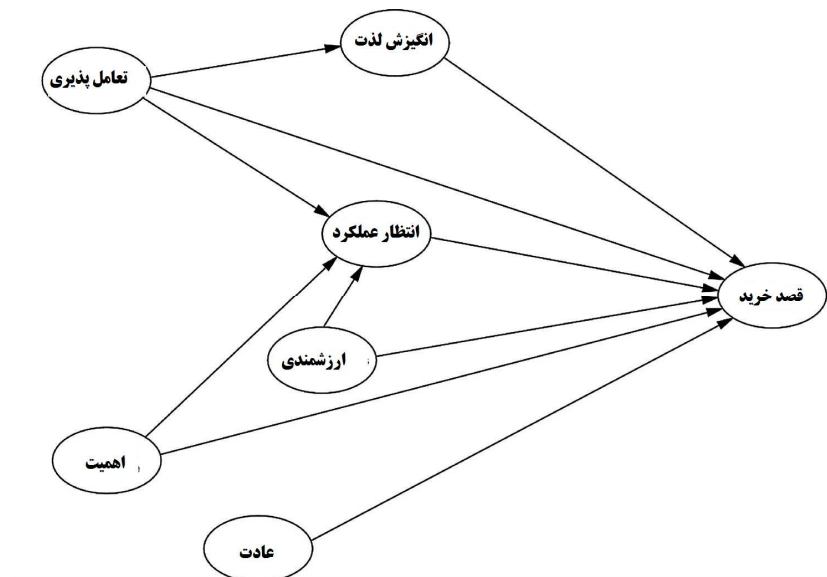 انگیزش لذت
تعامل پذیری
انتظار عملکرد
قصد خرید
ارزشمندی
اهمیت
عادت